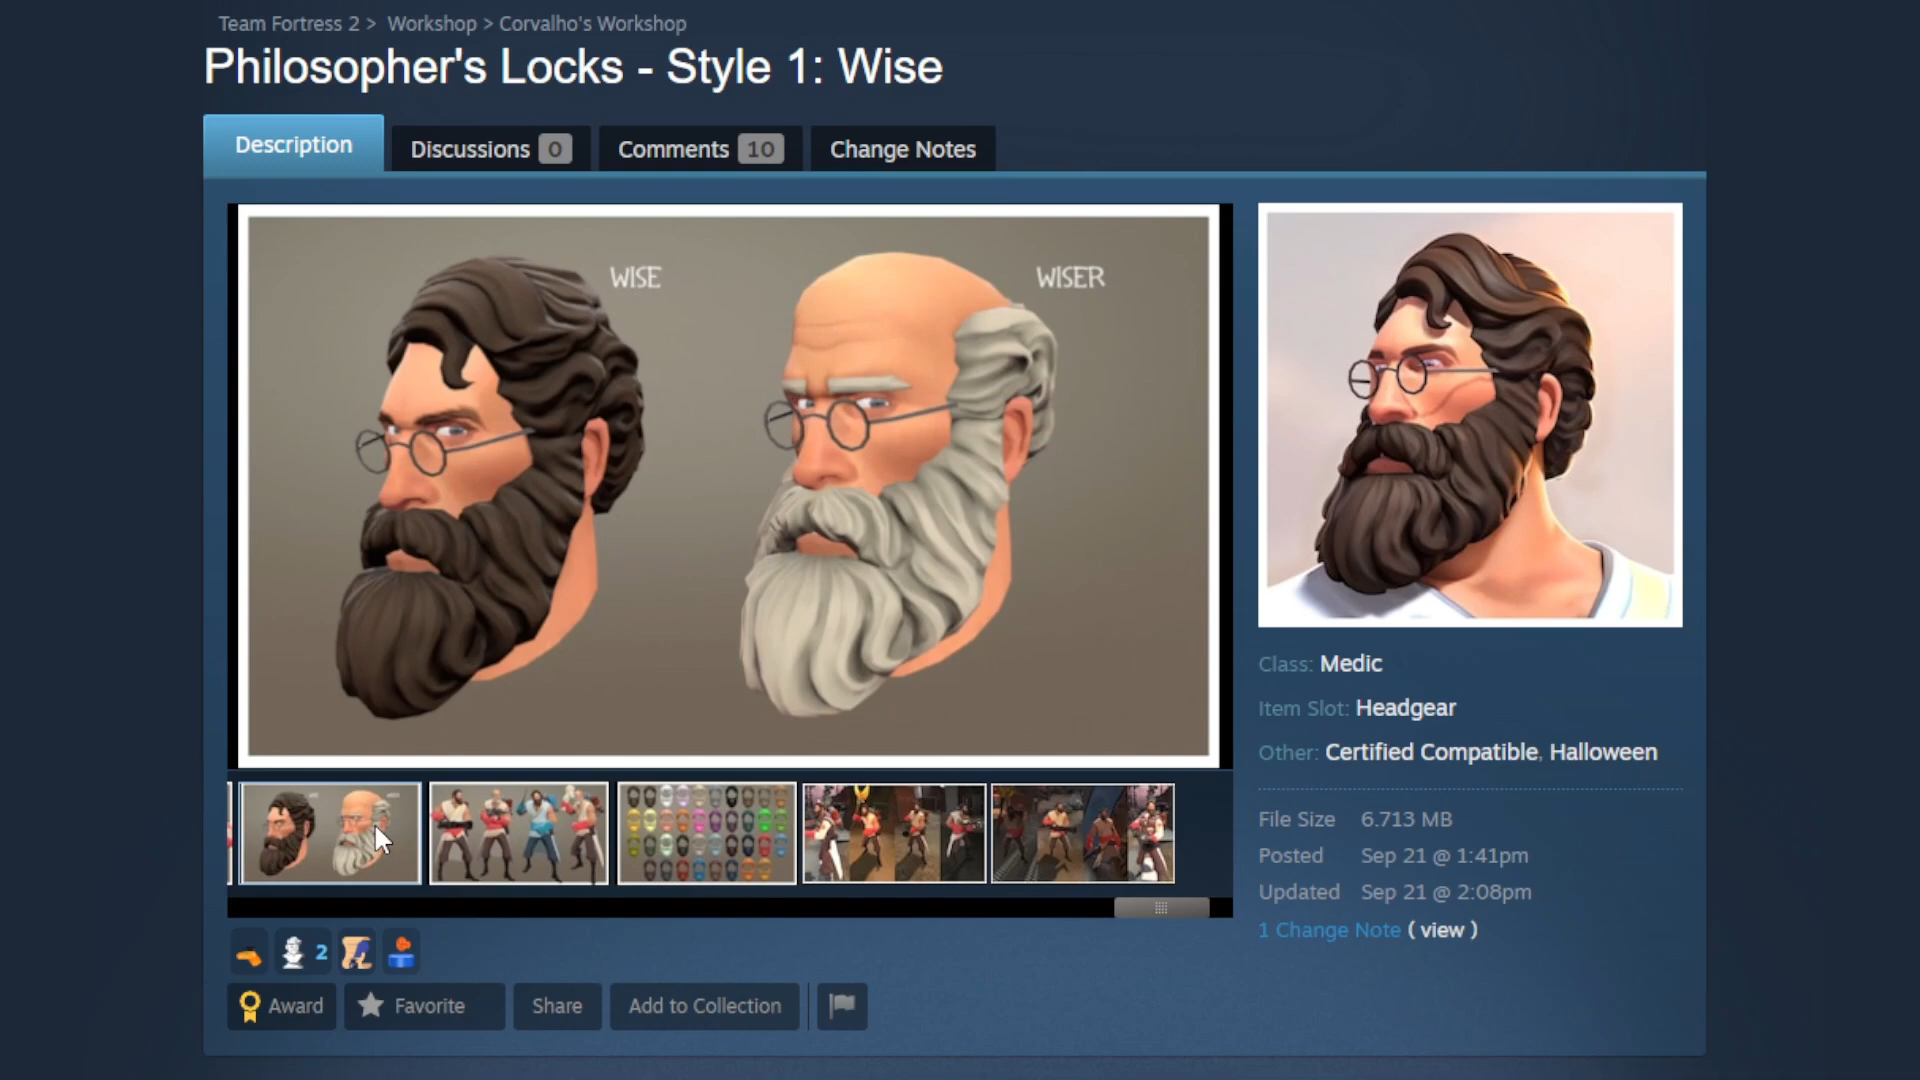 Team Fortress 2 > Workshop > Corvalho's Workshop
Philosopher's Locks - Style 1: Wise
Description
Discussions 0
Comments 10
Change Notes
WISE
WISER
Class: Medic
Item Slot: Headgear
Other: Certified Compatible, Halloween
File Size 6.713 MB
Posted Sep 21 @ 1:41pm
Updated Sep 21 @ 2:08pm
1 Change Note ( view )
2
Award
Favorite
Share
Add to Collection